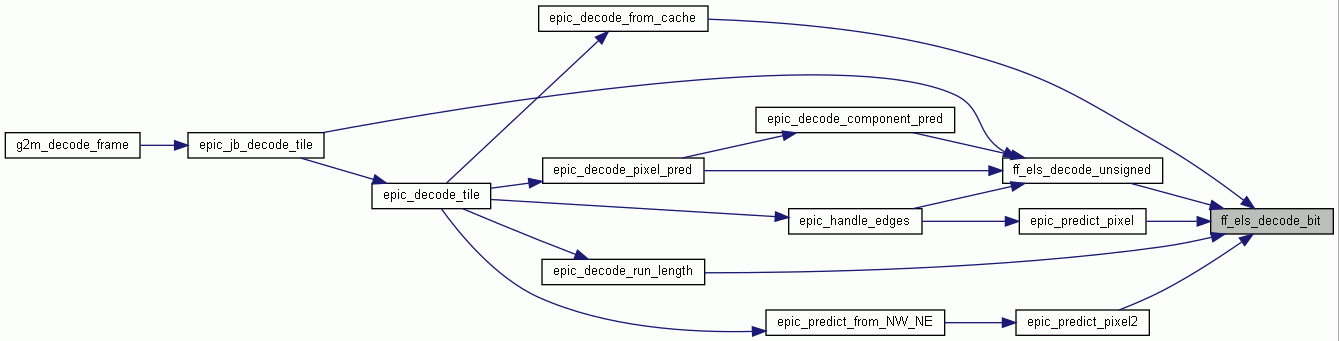 epic_decode_from_cache
epic_decode_component_pred
g2m_decode_frame
epic_jb_decode_tile
epic_decode_pixel_pred
ff_els_decode_unsigned
epic_decode_tile
epic_handle_edges
epic_predict_pixel
ff_els_decode_bit
epic_decode_run_length
epic_predict_from_NW_NE
epic_predict_pixel2